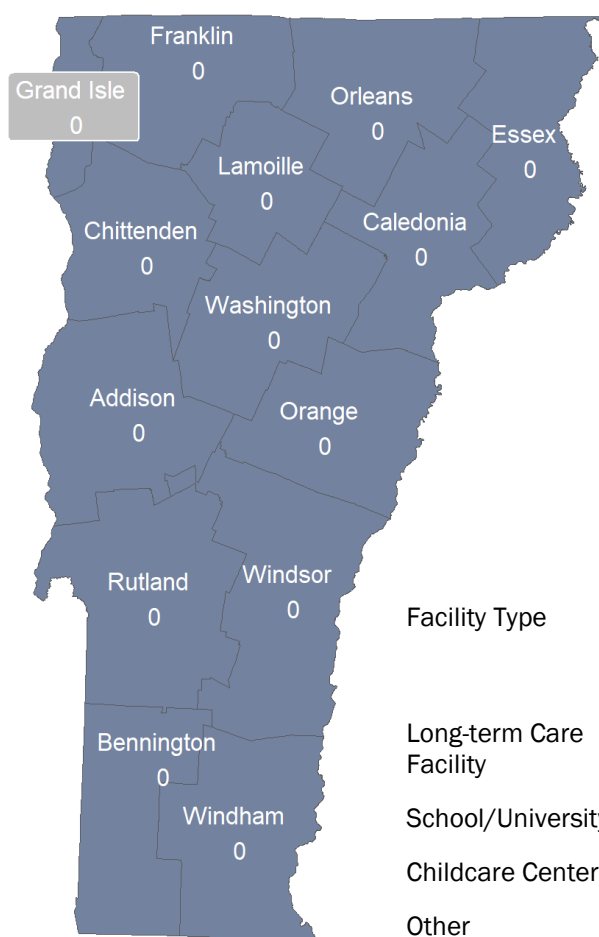 Franklin
0
Grand Isle
0
Orleans
0
Essex
0
Lamoille
0
Caledonia
0
Chittenden
0
Washington
0
Addison
0
Orange
0
Rutland
0
Windsor
0
Bennington
0
Windham
0
Facility Type
Long-term Care
Facility
School/University
Childcare Center
Other